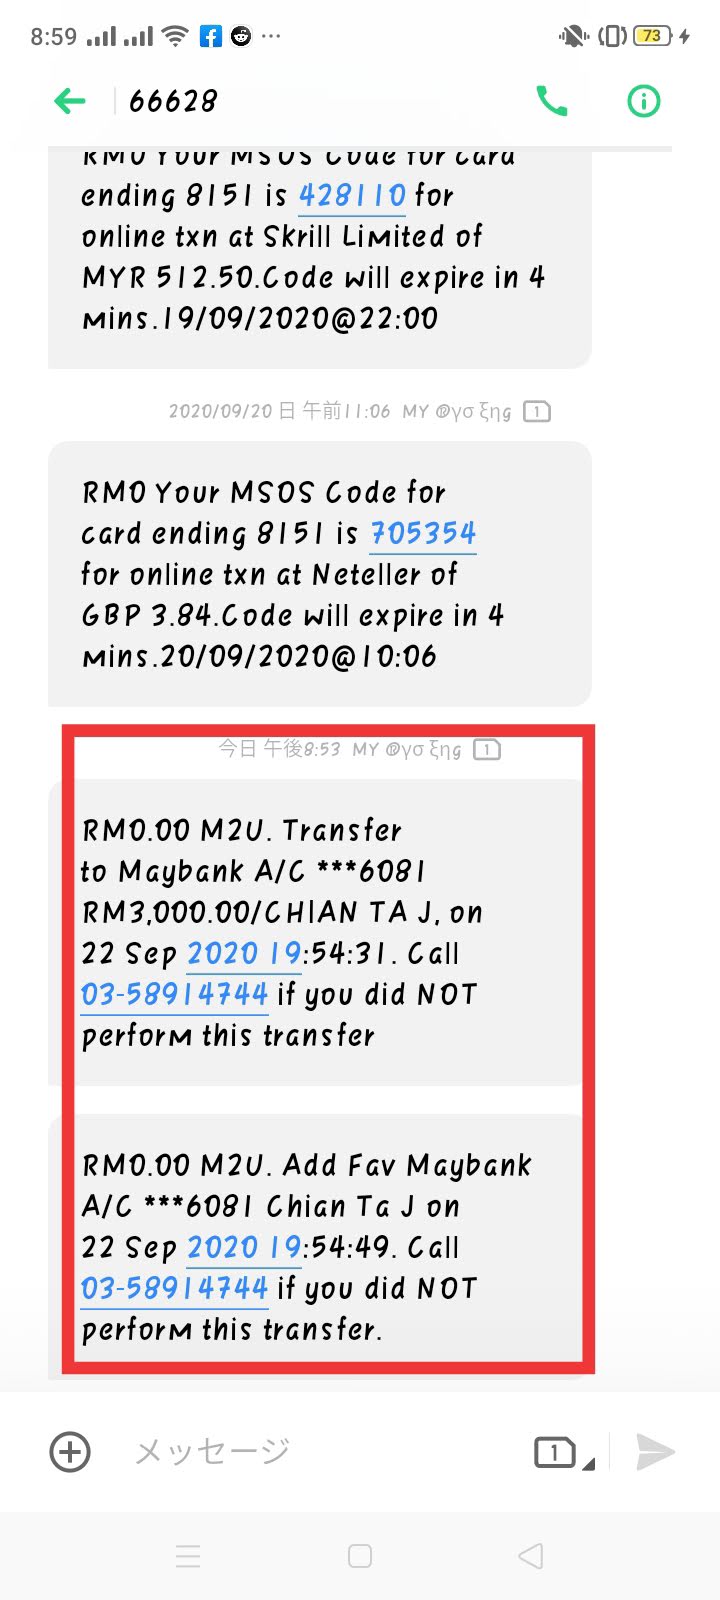 8:59
73
66628
RM0 Your MSOS Code for card
ending 8151 is 428110 for
online txn at Skrill Limited of
MYR 512.50.Code will expire in 4
mins.19/09/2020@22:00
2020/09/20 日 午前11:06 MY @γσ ξηg 1
RM0 Your MSOS Code for
card ending 8151 is 705354
for online txn at Neteller of
GBP 3.84.Code will expire in 4
mins.20/09/2020@10:06
今日 午後8:53 MY @γσ ξηg 1
RM0.00 M2U. Transfer
to Maybank A/C ***6081
RM3,000.00/CHIAN TA J, on
22 Sep 2020 19:54:31. Call
03-58914744 if you did NOT
perform this transfer
RM0.00 M2U. Add Fav Maybank
A/C ***6081 Chian Ta J on
22 Sep 2020 19:54:49. Call
03-58914744 if you did NOT
perform this transfer.
メッセージ
1